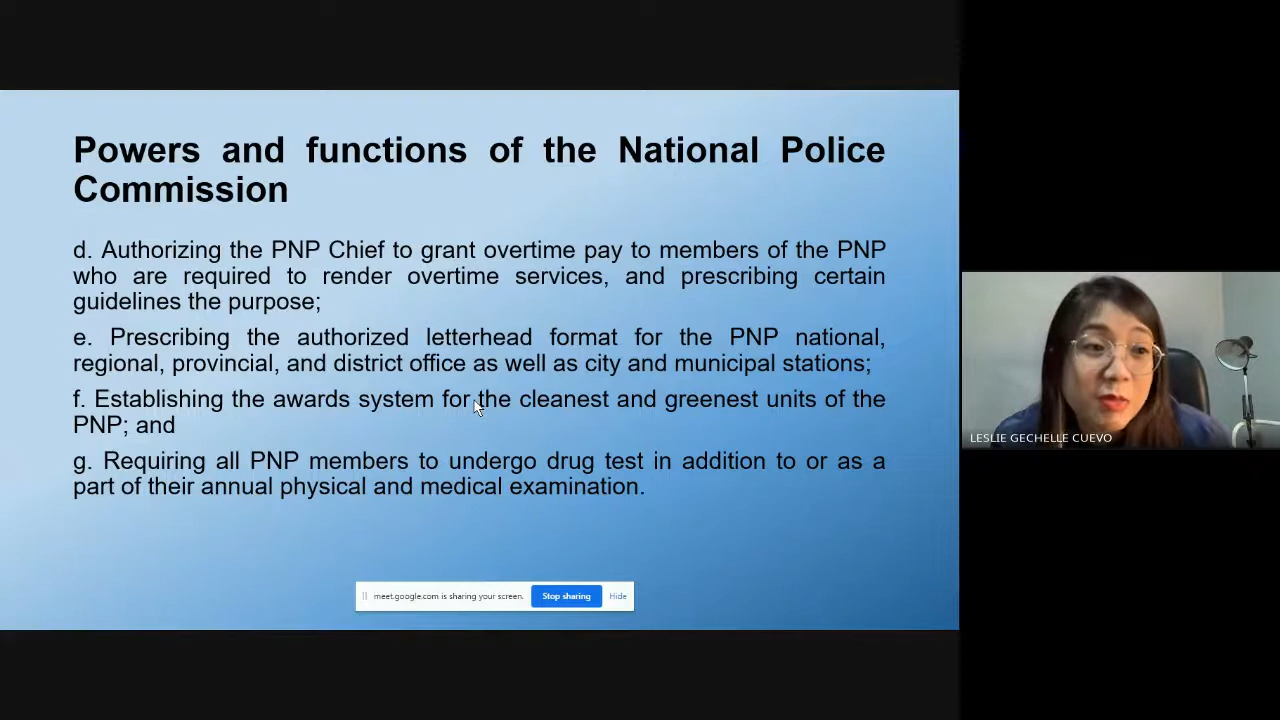 Powers and functions of the National Police
Commission
d. Authorizing the PNP Chief to grant overtime pay to members of the PNP
who are required to render overtime services, and prescribing certain
guidelines the purpose;
e. Prescribing the authorized letterhead format for the PNP national,
regional, provincial, and district office as well as city and municipal stations;
f. Establishing the awards system for the cleanest and greenest units of the
PNP; and
g. Requiring all PNP members to undergo drug test in addition to or as a
part of their annual physical and medical examination.
meet.google.com is sharing your screen. Stop sharing Hide
LESLIE GECHELLE CUEVO